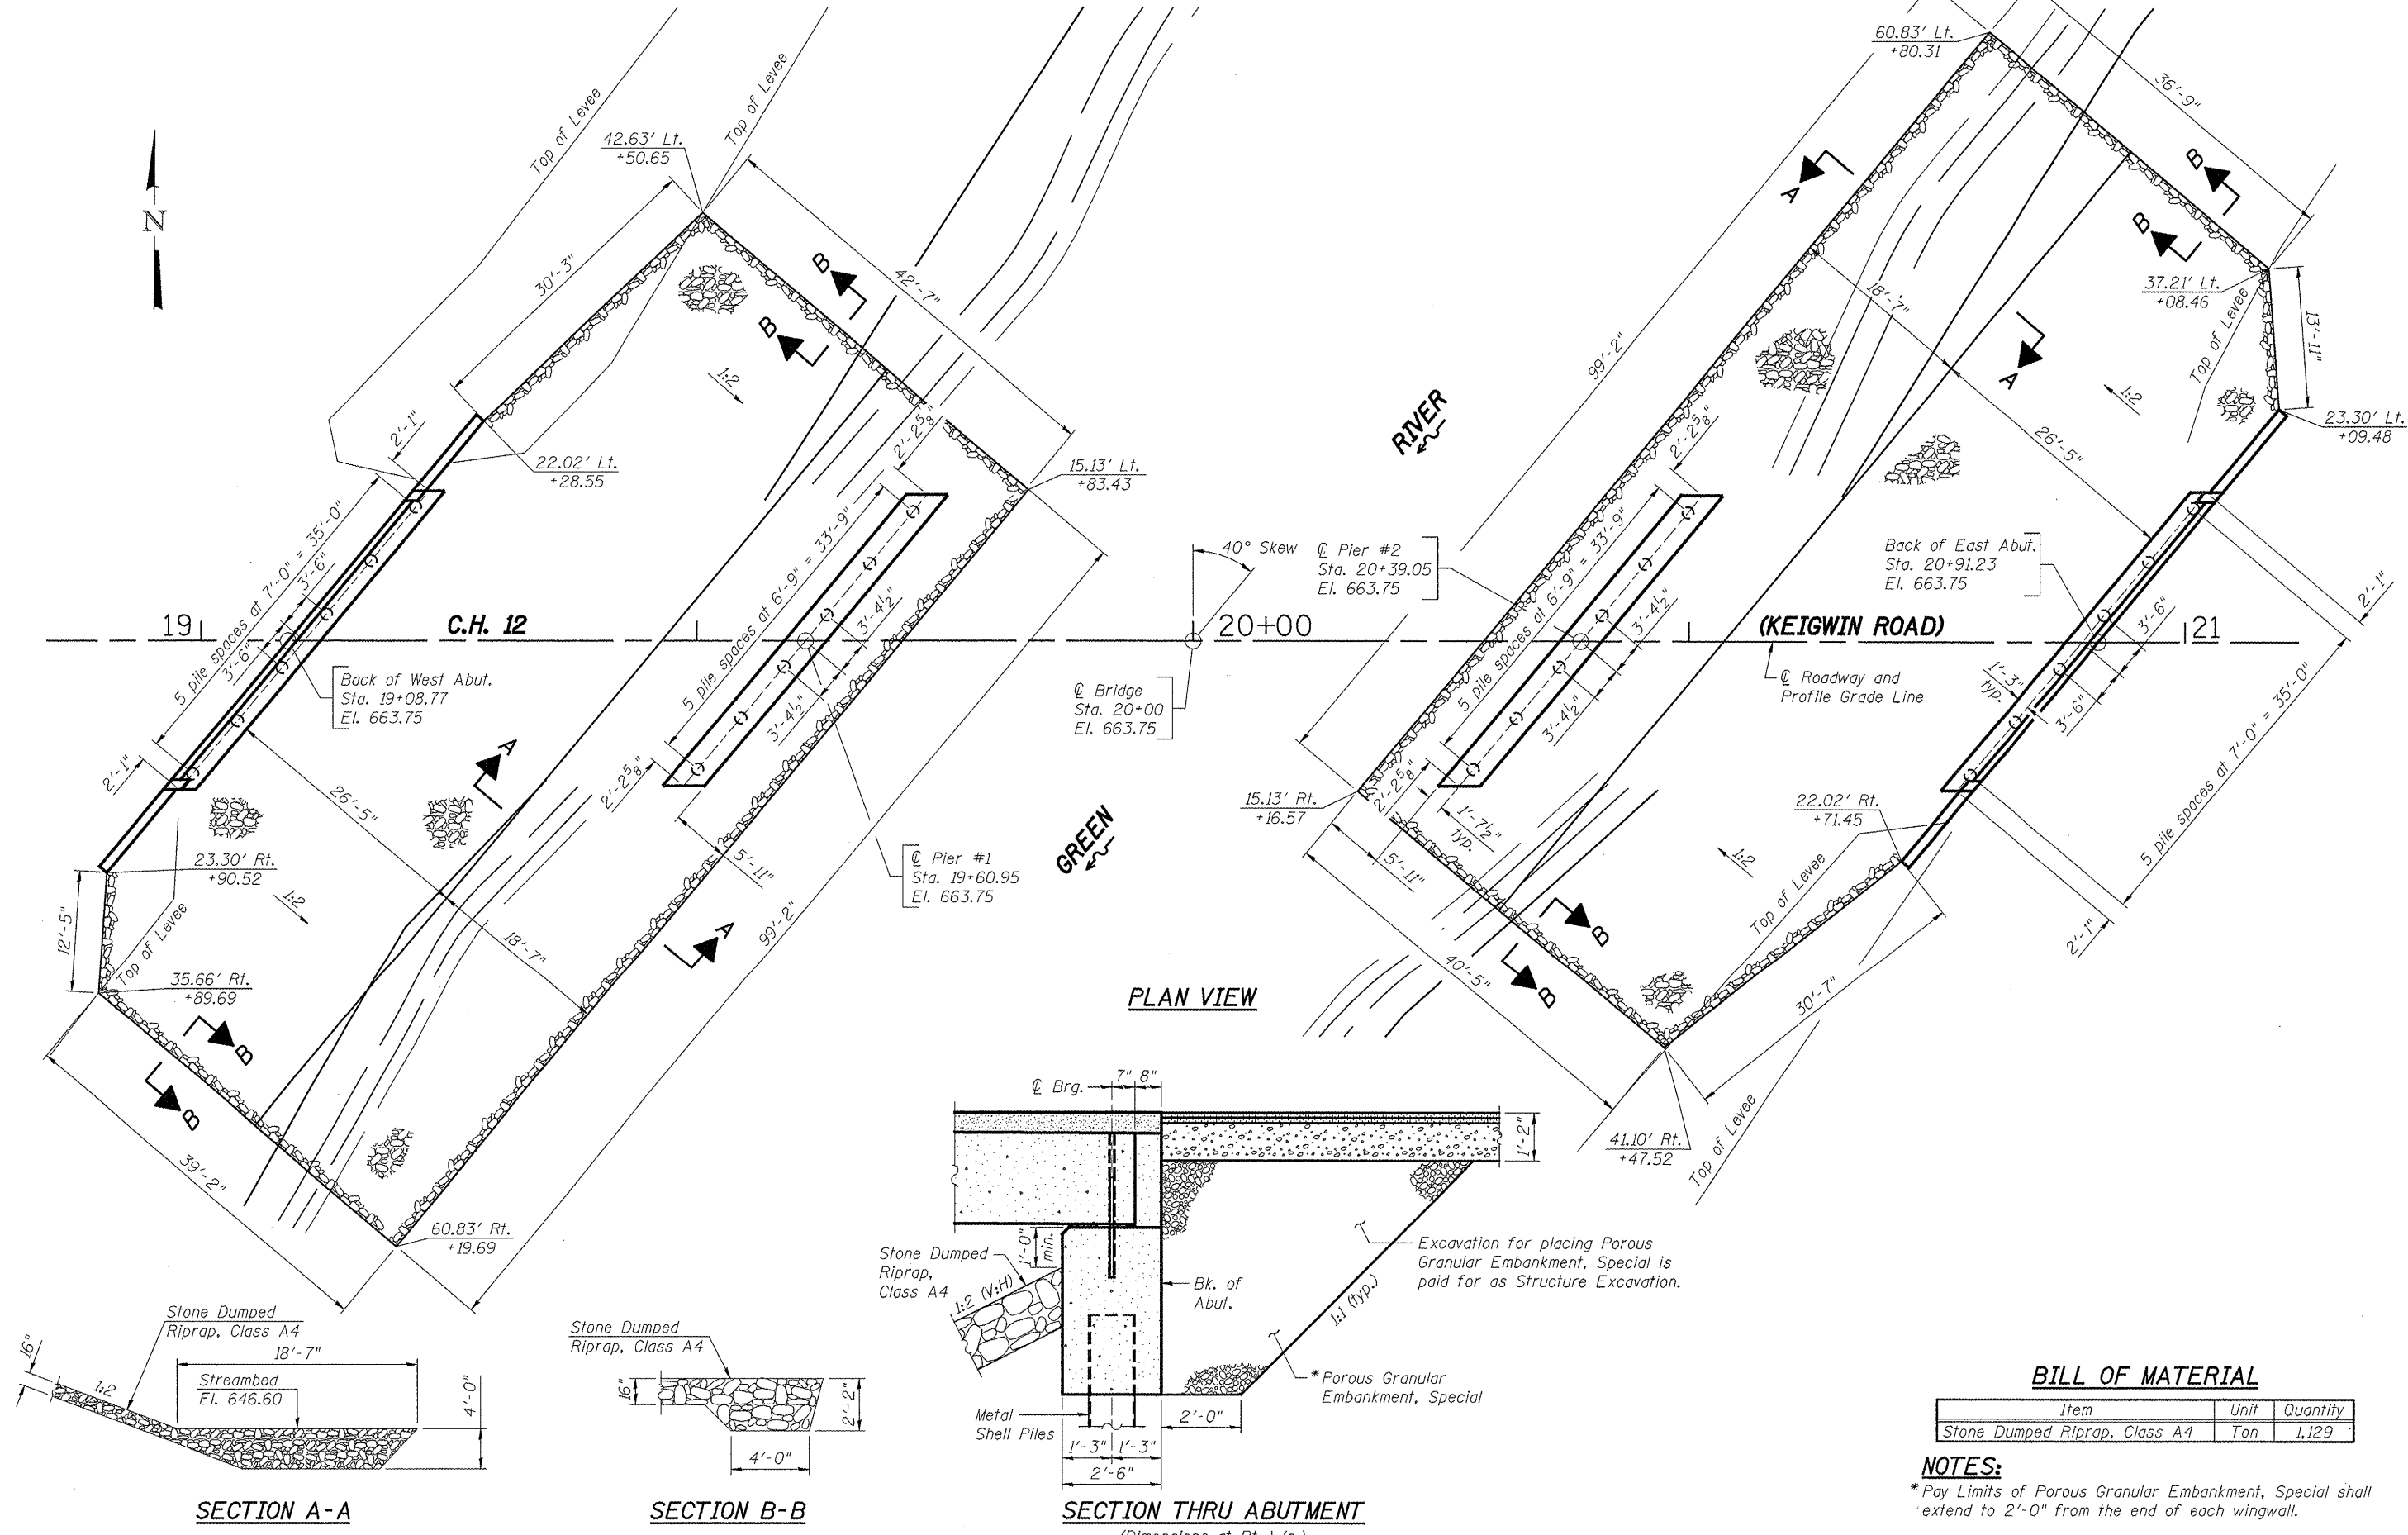 60.83' Lt.
+80.31
36'-9"
Top of Levee
Top of Levee
42.63' Lt.
+50.65
N
A
B
B
30'-3"
42'-7"
B
B
1:2
37.21' Lt.
+08.46
18'-7"
99'-2"
A
Top of Levee
13'-11"
1:2
23.30' Lt.
+09.48
RIVER
2'-1"
22.02' Lt.
+28.55
2'-2 5/8"
15.13' Lt.
+83.43
2'-2 5/8"
26'-5"
5 pile spaces at 7'-0" = 35'-0"
3'-6"
3'-6"
5 pile spaces at 6'-9" = 33'-9"
3'-4½"
3'-4½"
40° Skew
℄ Pier #2
Sta. 20+39.05
El. 663.75
5 pile spaces at 6'-9" = 33'-9"
3'-4½"
3'-4½"
Back of East Abut.
Sta. 20+91.23
El. 663.75
2'-1"
3'-6"
3'-6"
19
C.H. 12
20+00
(KEIGWIN ROAD)
21
Back of West Abut.
Sta. 19+08.77
El. 663.75
℄ Bridge
Sta. 20+00
El. 663.75
℄ Roadway and
Profile Grade Line
1'-3"
typ.
5 pile spaces at 7'-0" = 35'-0"
2'-1"
2'-1"
26'-5"
A
2'-2 5/8"
15.13' Rt.
+16.57
2'-2 5/8"
1'-7½"
typ.
22.02' Rt.
+71.45
23.30' Rt.
+90.52
1:2
12'-5"
Top of Levee
5'-11"
GREEN
℄ Pier #1
Sta. 19+60.95
El. 663.75
5'-11"
1:2
Top of Levee
18'-7"
A
99'-2"
35.66' Rt.
+89.69
B
B
40'-5"
B
B
30'-7"
PLAN VIEW
39'-2"
60.83' Rt.
+19.69
41.10' Rt.
+47.52
Top of Levee
℄ Brg.
7"
8"
1'-2"
1'-0"
min.
Stone Dumped
Riprap,
Class A4
1:2 (V:H)
Bk. of
Abut.
Excavation for placing Porous
Granular Embankment, Special is
paid for as Structure Excavation.
1:1 (typ.)
*Porous Granular
Embankment, Special
Metal
Shell Piles
2'-0"
1'-3"
1'-3"
2'-6"
SECTION THRU ABUTMENT
Stone Dumped
Riprap, Class A4
16"
1:2
18'-7"
Streambed
El. 646.60
4'-0"
SECTION A-A
Stone Dumped
Riprap, Class A4
16"
2'-2"
4'-0"
SECTION B-B
BILL OF MATERIAL
Item Unit Quantity
Stone Dumped Riprap, Class A4 Ton 1,129
NOTES:
*Pay Limits of Porous Granular Embankment, Special shall
extend to 2'-0" from the end of each wingwall.